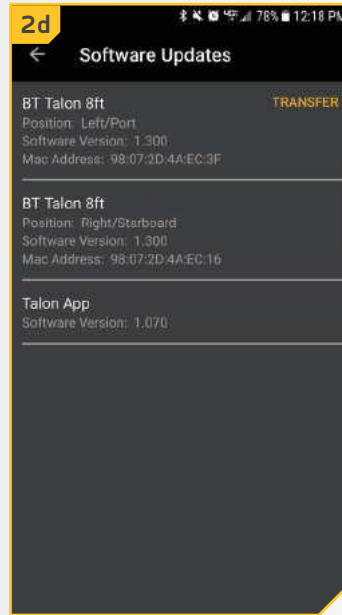 2d
78% 12:18 PM
← Software Updates
BT Talon 8ft TRANSFER
Position: Left/Port
Software Version: 1.300
Mac Address: 98:07:2D:4A:EC:3F
BT Talon 8ft
Position: Right/Starboard
Software Version: 1.300
Mac Address: 98:07:2D:4A:EC:16
Talon App
Software Version: 1.070